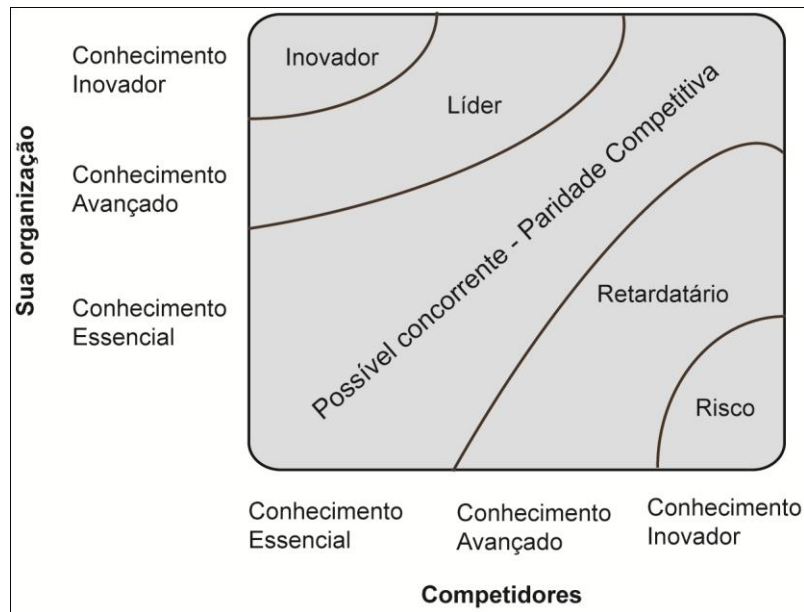 Conhecimento
Inovador
Inovador
Líder
Conhecimento
Avançado
Possível concorrente - Paridade Competitiva
Sua organização
Conhecimento
Essencial
Retardatário
Risco
Conhecimento
Essencial
Conhecimento
Avançado
Conhecimento
Inovador
Competidores